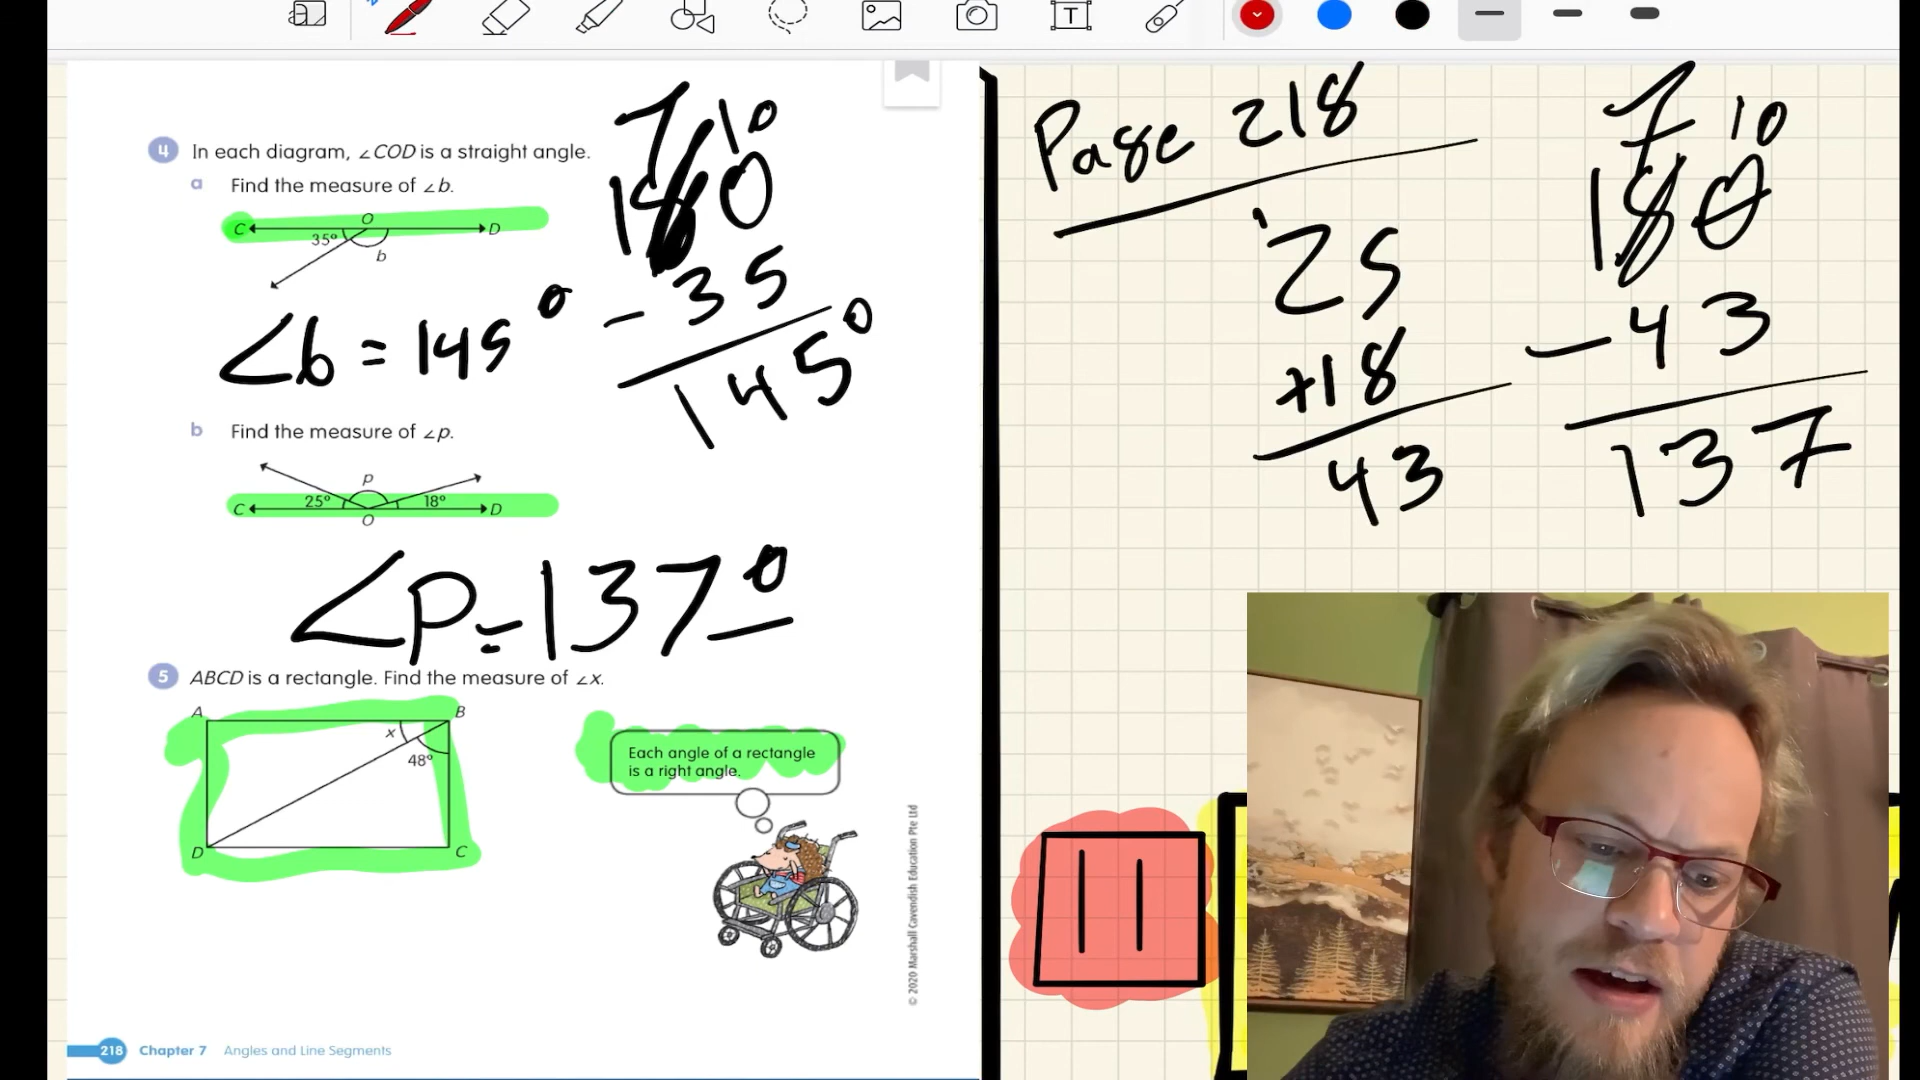 4 In each diagram, ∠COD is a straight angle.
a Find the measure of ∠b.
C O D
35°
b
7 10
180
- 35
145°
∠b = 145°
b Find the measure of ∠p.
p
25° 18°
C O D
∠P = 137°
5 ABCD is a rectangle. Find the measure of ∠x.
A B
x
48°
D C
Each angle of a rectangle
is a right angle.
© 2020 Marshall Cavendish Education Pte Ltd
218 Chapter 7 Angles and Line Segments
Page 218
1
25
+18
43
7 10
180
- 43
137
T